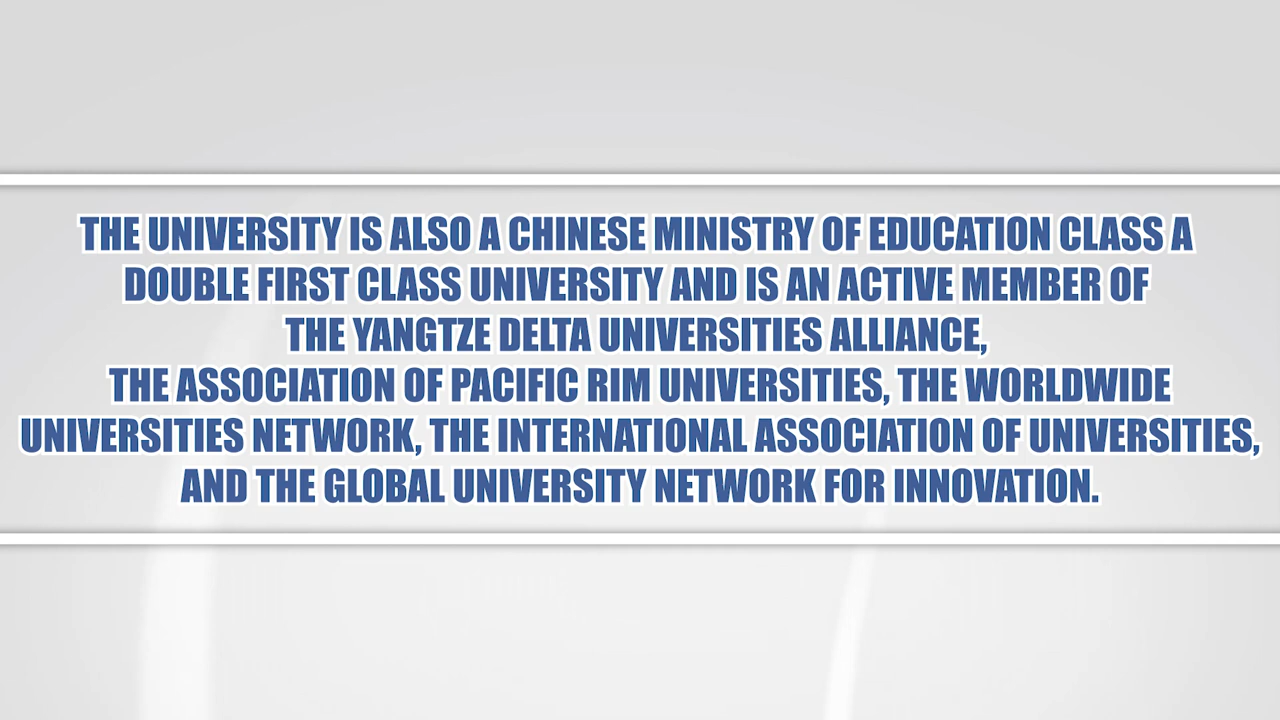 THE UNIVERSITY IS ALSO A CHINESE MINISTRY OF EDUCATION CLASS A
DOUBLE FIRST CLASS UNIVERSITY AND IS AN ACTIVE MEMBER OF
THE YANGTZE DELTA UNIVERSITIES ALLIANCE,
THE ASSOCIATION OF PACIFIC RIM UNIVERSITIES, THE WORLDWIDE
UNIVERSITIES NETWORK, THE INTERNATIONAL ASSOCIATION OF UNIVERSITIES,
AND THE GLOBAL UNIVERSITY NETWORK FOR INNOVATION.